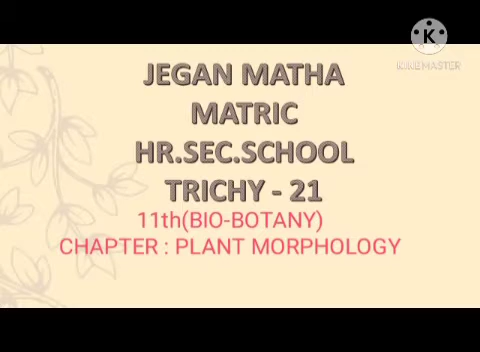 K
KINEMASTER
JEGAN MATHA
MATRIC
HR.SEC.SCHOOL
TRICHY - 21
11th(BIO-BOTANY)
CHAPTER : PLANT MORPHOLOGY